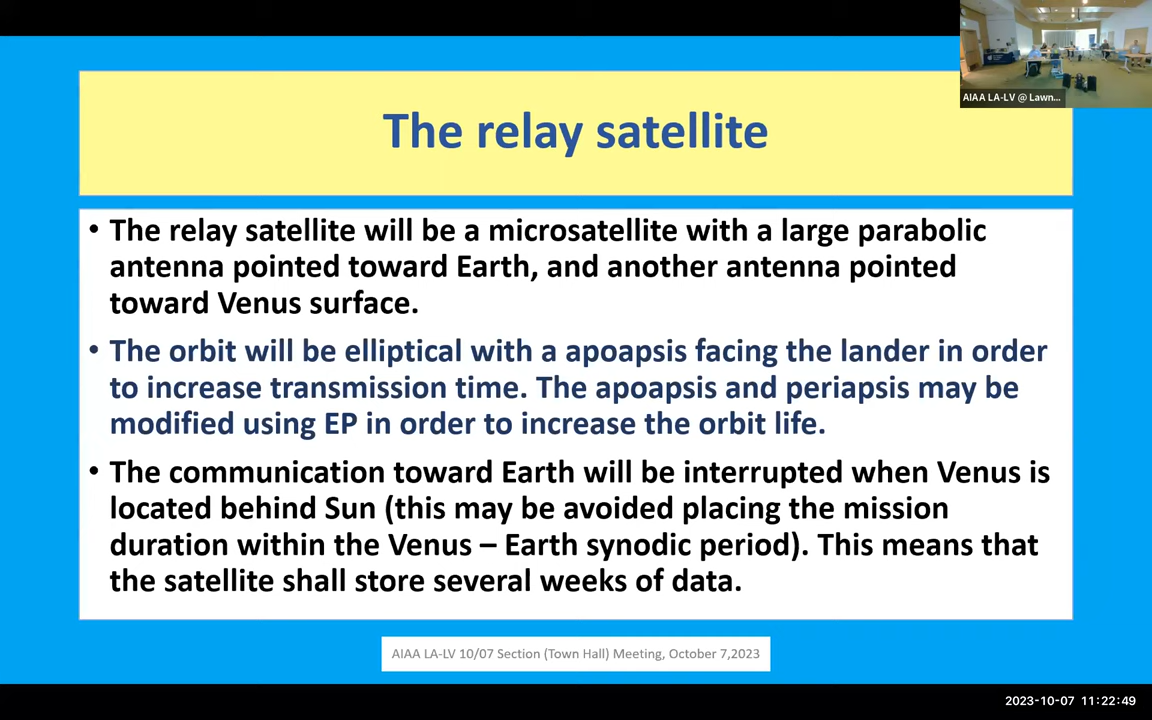 AIAA LA-LV @ Lawn...
The relay satellite
• The relay satellite will be a microsatellite with a large parabolic
antenna pointed toward Earth, and another antenna pointed
toward Venus surface.
• The orbit will be elliptical with a apoapsis facing the lander in order
to increase transmission time. The apoapsis and periapsis may be
modified using EP in order to increase the orbit life.
• The communication toward Earth will be interrupted when Venus is
located behind Sun (this may be avoided placing the mission
duration within the Venus – Earth synodic period). This means that
the satellite shall store several weeks of data.
AIAA LA-LV 10/07 Section (Town Hall) Meeting, October 7,2023
2023-10-07 11:22:49